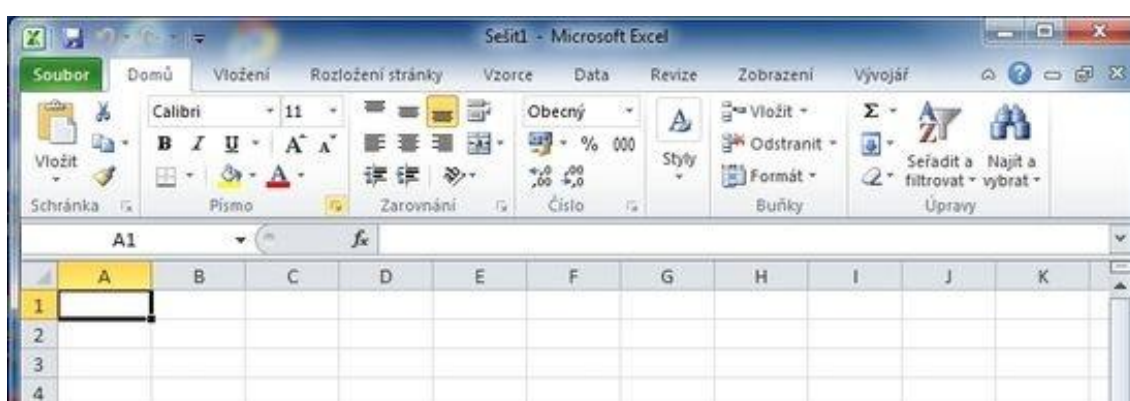 Sešit1 - Microsoft Excel
Soubor Domů Vložení Rozložení stránky Vzorce Data Revize Zobrazení Vývojář
Calibri 11 Obecný Vložit Σ
B I U A A % 000 Odstranit
Vložit A Styly Formát Seřadit a filtrovat Najít a vybrat
Schránka Písmo Zarovnání Číslo Buňky Úpravy
A1 fx
A B C D E F G H I J K
1
2
3
4